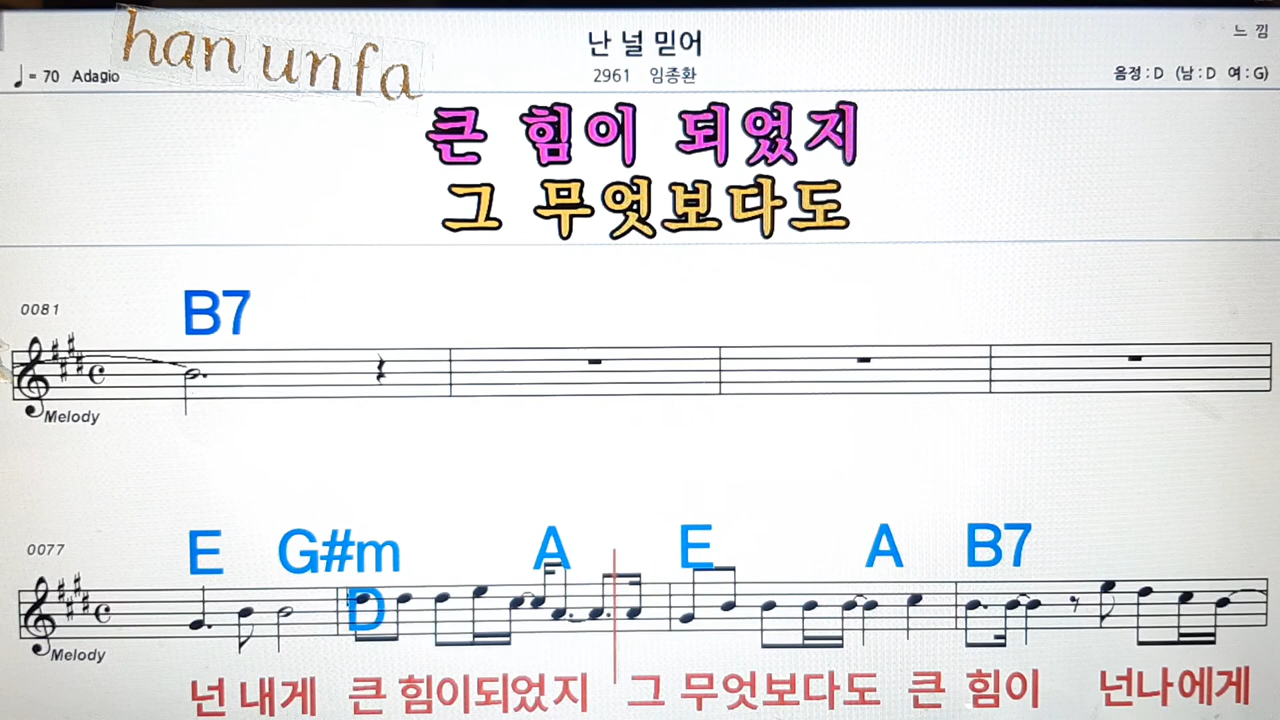 han unfa
난 널 믿어
느 낌
♩= 70 Adagio
2961 임종환
음정 : D (남 : D 여 : G)
큰 힘이 되었지
그 무엇보다도
B7
0081
Melody
E G#m A E A B7
0077
D
Melody
넌 내게 큰 힘이되었지 그 무엇보다도 큰 힘이 넌나에게